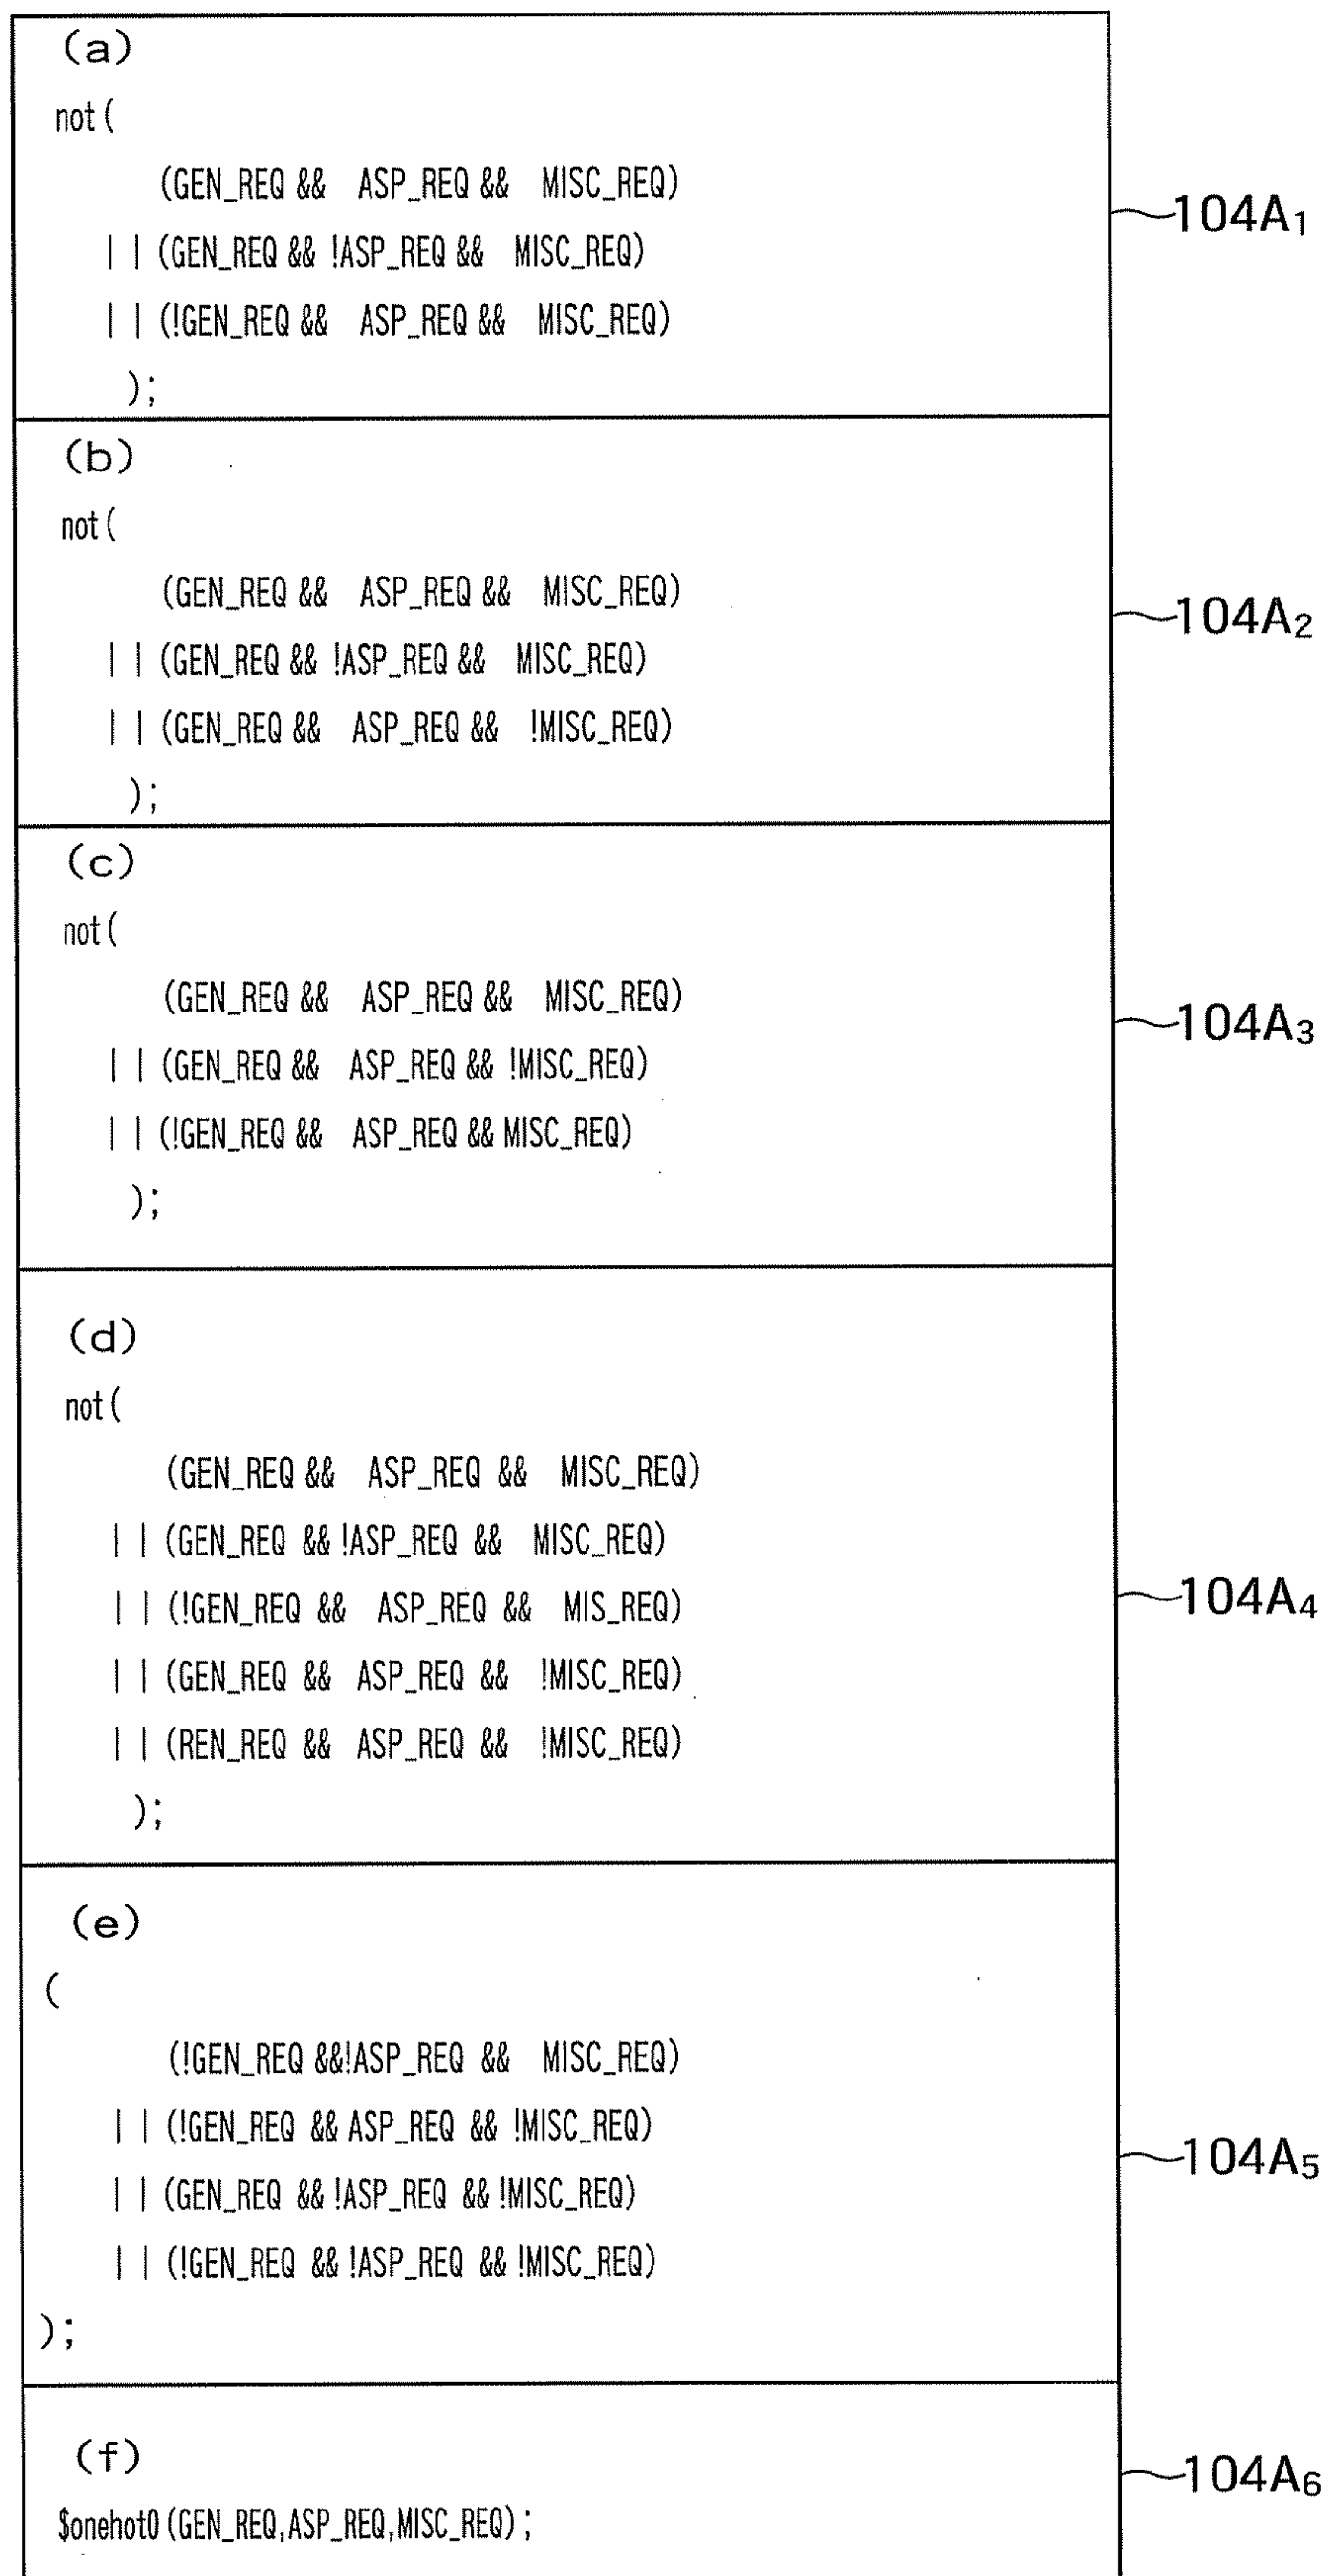 (a)
not(
(GEN_REQ && ASP_REQ && MISC_REQ)
| | (GEN_REQ && !ASP_REQ && MISC_REQ)
| | (!GEN_REQ && ASP_REQ && MISC_REQ)
);
104A₁
(b)
not(
(GEN_REQ && ASP_REQ && MISC_REQ)
| | (GEN_REQ && !ASP_REQ && MISC_REQ)
| | (GEN_REQ && ASP_REQ && !MISC_REQ)
);
104A₂
(c)
not(
(GEN_REQ && ASP_REQ && MISC_REQ)
| | (GEN_REQ && ASP_REQ && !MISC_REQ)
| | (!GEN_REQ && ASP_REQ && MISC_REQ)
);
104A₃
(d)
not(
(GEN_REQ && ASP_REQ && MISC_REQ)
| | (GEN_REQ && !ASP_REQ && MISC_REQ)
| | (!GEN_REQ && ASP_REQ && MIS_REQ)
| | (GEN_REQ && ASP_REQ && !MISC_REQ)
| | (REN_REQ && ASP_REQ && !MISC_REQ)
);
104A₄
(e)
(
(!GEN_REQ &&!ASP_REQ && MISC_REQ)
| | (!GEN_REQ && ASP_REQ && !MISC_REQ)
| | (GEN_REQ && !ASP_REQ && !MISC_REQ)
| | (!GEN_REQ && !ASP_REQ && !MISC_REQ)
);
104A₅
(f)
$onehot0(GEN_REQ,ASP_REQ,MISC_REQ);
104A₆